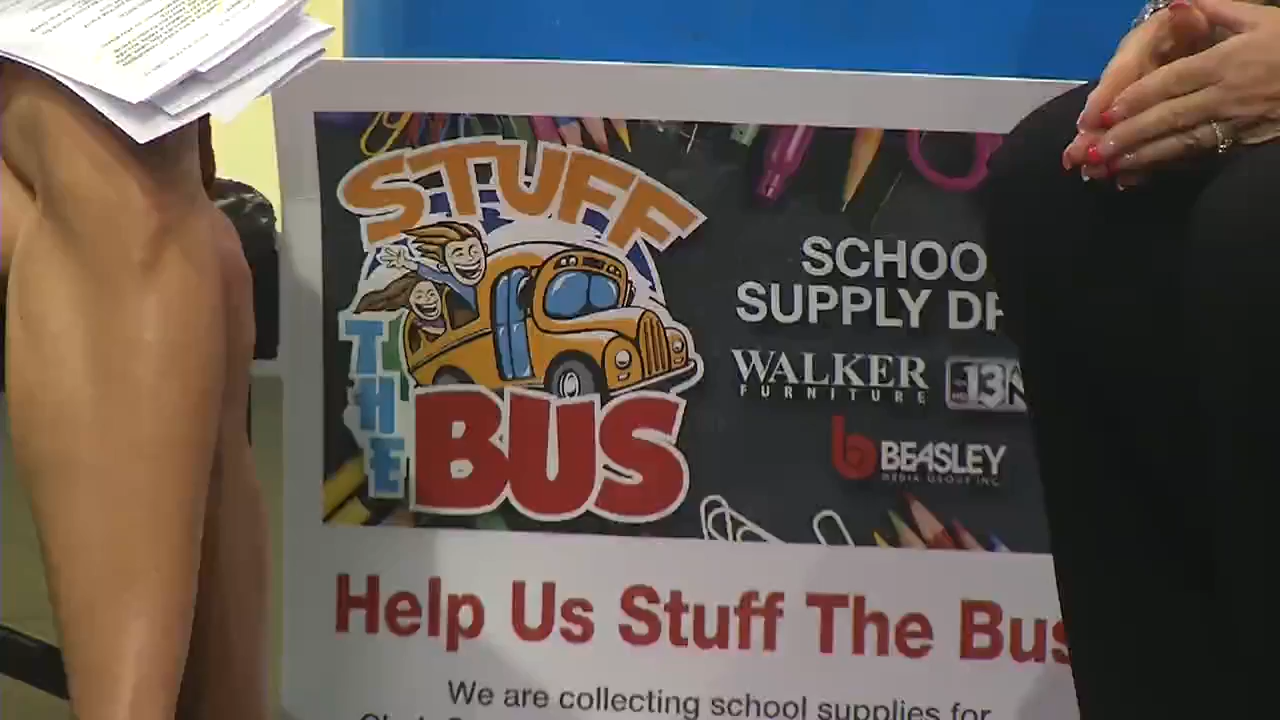 STUFF
THE
BUS
SCHOO
SUPPLY DR
WALKER
FURNITURE
13
BEASLEY
MEDIA GROUP INC
Help Us Stuff The Bus
We are collecting school supplies for